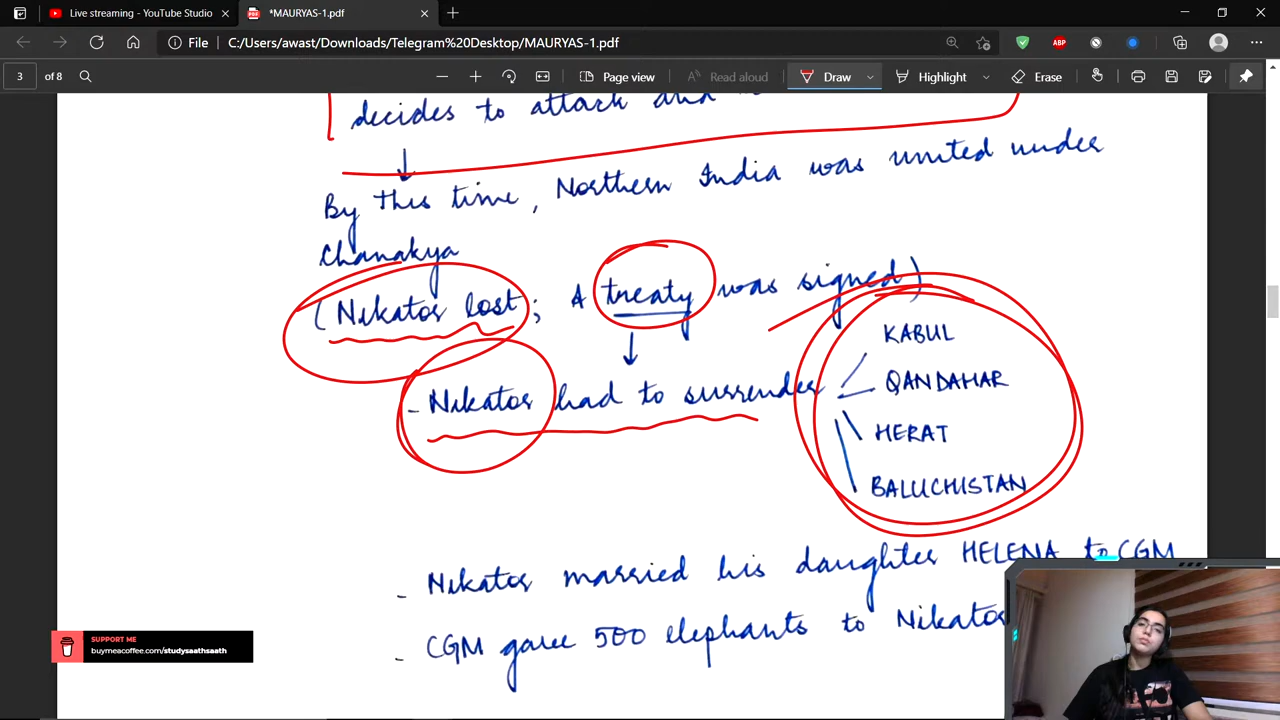 Live streaming - YouTube Studio
*MAURYAS-1.pdf
File
C:/Users/awast/Downloads/Telegram%20Desktop/MAURYAS-1.pdf
ABP
3 of 8
Page view
Read aloud
Draw
Highlight
Erase
decides to attack and
By this time, Northern India was united under
Chanakya
(Nikator lost; A treaty was signed)
KABUL
- Nikator had to surrender
QANDAHAR
HERAT
BALUCHISTAN
- Nikator married his daughter HELENA to CGM
- CGM gave 500 elephants to Nikator
SUPPORT ME
buymeacoffee.com/studysaathsaath